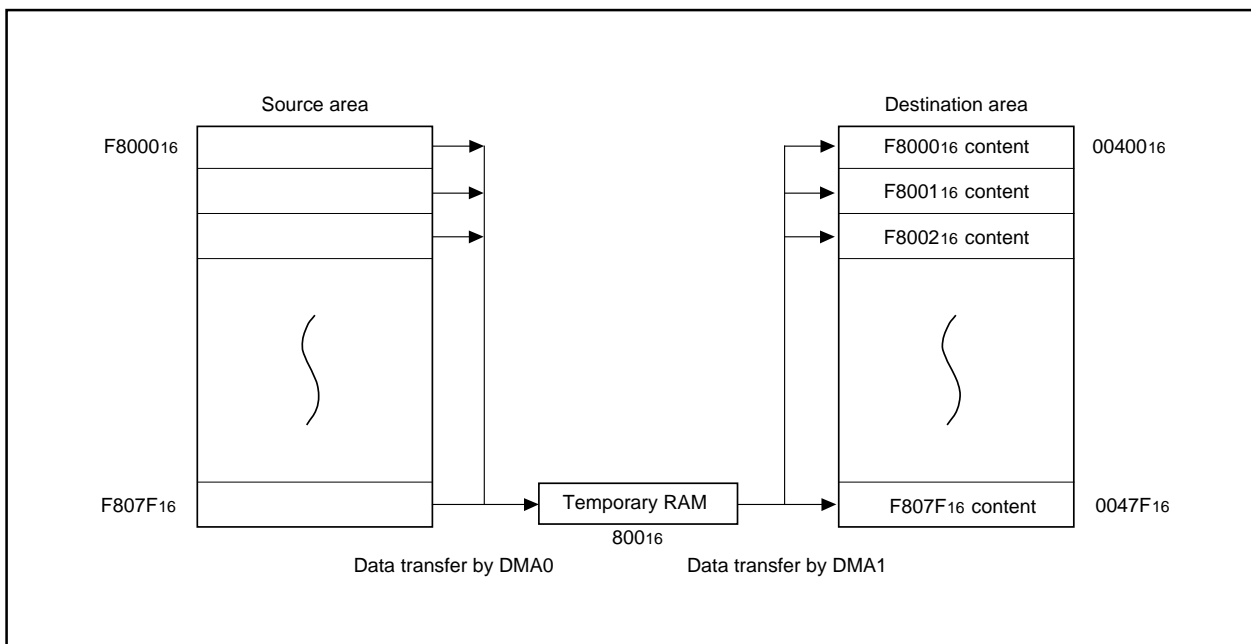 Source area
Destination area
F8000₁₆
F8000₁₆ content
00400₁₆
F8001₁₆ content
F8002₁₆ content
F807F₁₆
Temporary RAM
F807F₁₆ content
0047F₁₆
800₁₆
Data transfer by DMA0
Data transfer by DMA1